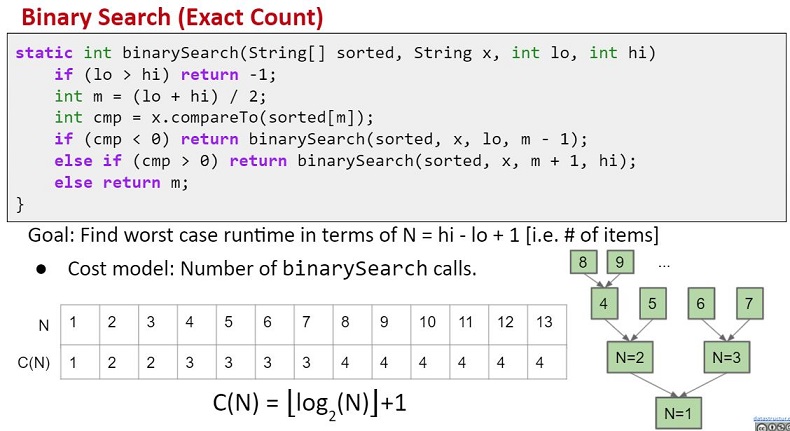 Binary Search (Exact Count)
static int binarySearch(String[] sorted, String x, int lo, int hi)
    if (lo > hi) return -1;
    int m = (lo + hi) / 2;
    int cmp = x.compareTo(sorted[m]);
    if (cmp < 0) return binarySearch(sorted, x, lo, m - 1);
    else if (cmp > 0) return binarySearch(sorted, x, m + 1, hi);
    else return m;
}
Goal: Find worst case runtime in terms of N = hi - lo + 1 [i.e. # of items]
● Cost model: Number of binarySearch calls.
N 1 2 3 4 5 6 7 8 9 10 11 12 13
C(N) 1 2 2 3 3 3 3 4 4 4 4 4 4
C(N) = ⌊log₂(N)⌋+1
8 9 ...
4 5 6 7
N=2 N=3
N=1